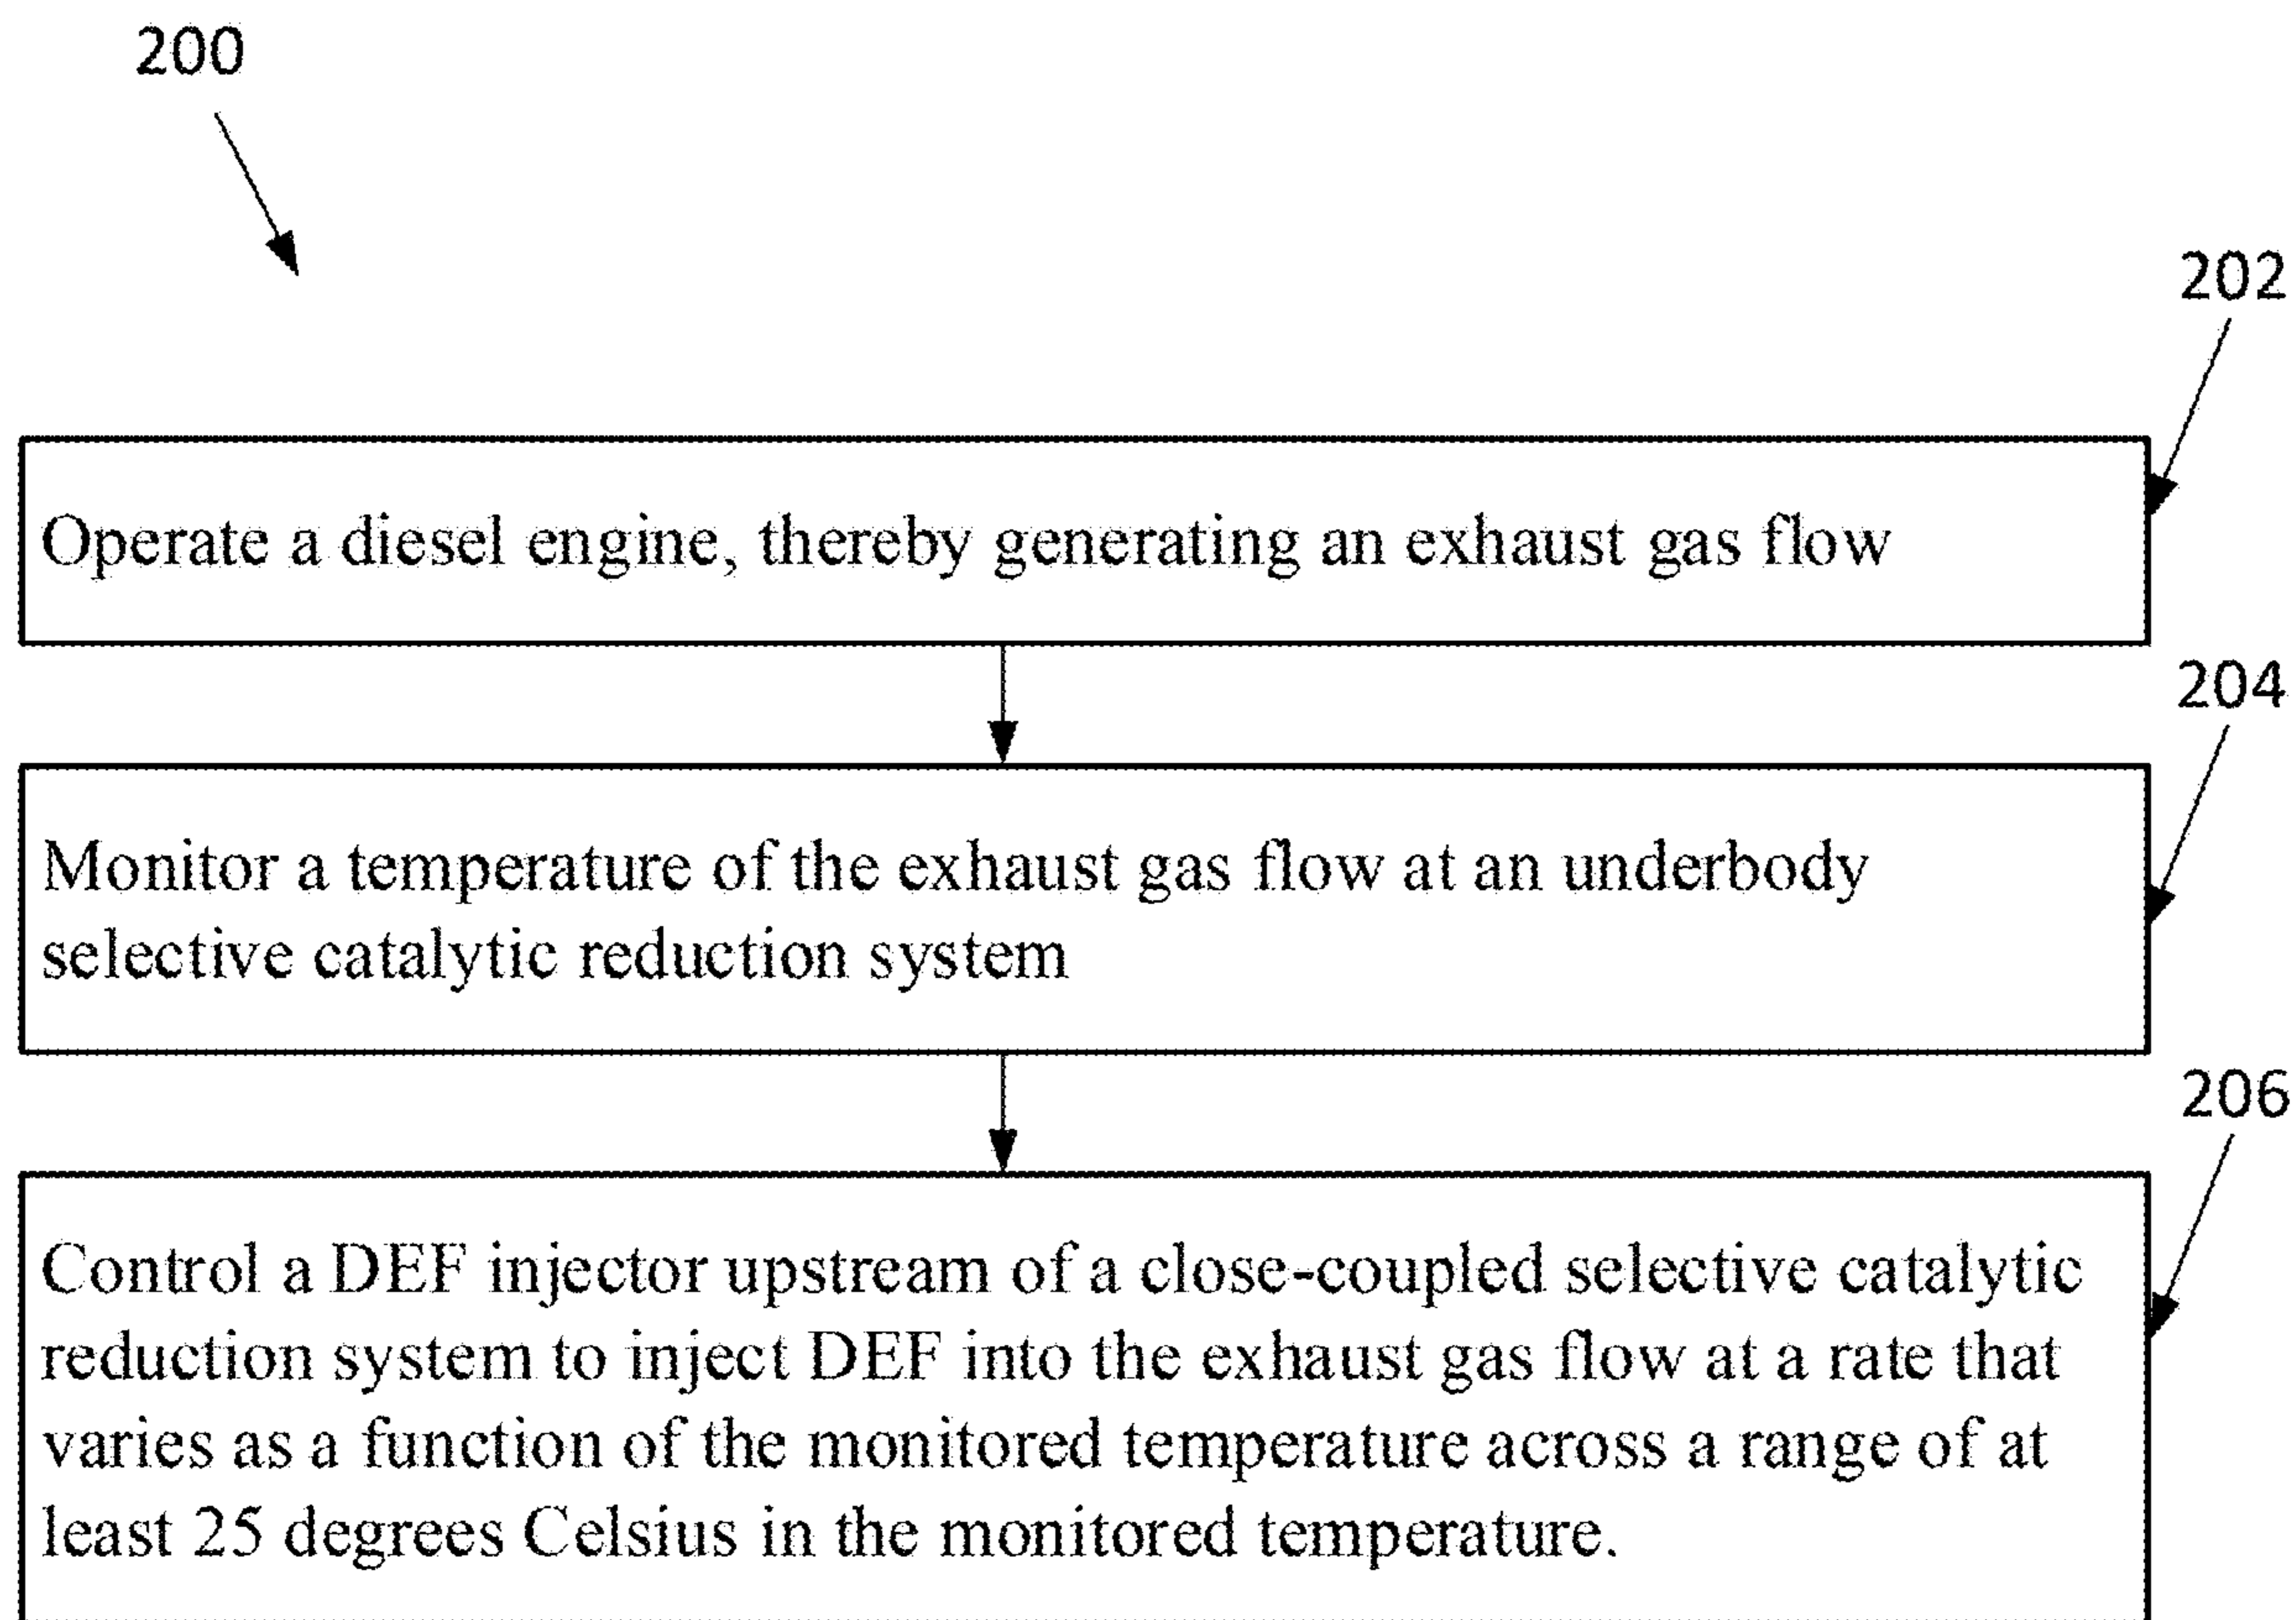 200
202
Operate a diesel engine, thereby generating an exhaust gas flow
204
Monitor a temperature of the exhaust gas flow at an underbody
selective catalytic reduction system
206
Control a DEF injector upstream of a close-coupled selective catalytic
reduction system to inject DEF into the exhaust gas flow at a rate that
varies as a function of the monitored temperature across a range of at
least 25 degrees Celsius in the monitored temperature.